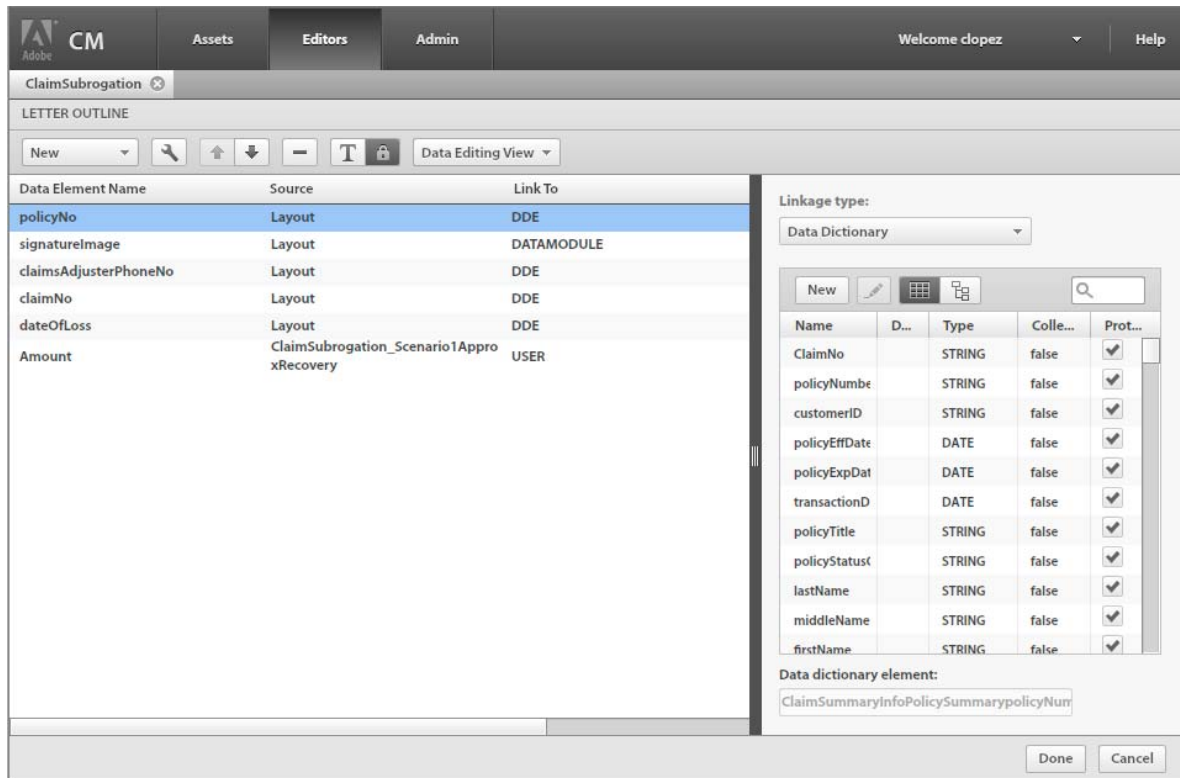 Adobe CM Assets Editors Admin Welcome clopez Help
ClaimSubrogation
LETTER OUTLINE
New T Data Editing View
Data Element Name Source Link To
policyNo Layout DDE
signatureImage Layout DATAMODULE
claimsAdjusterPhoneNo Layout DDE
claimNo Layout DDE
dateOfLoss Layout DDE
Amount ClaimSubrogation_Scenario1Appro
xRecovery USER
Linkage type:
Data Dictionary
New
Name D... Type Colle... Prot...
ClaimNo STRING false
policyNumbe STRING false
customerID STRING false
policyEffDate DATE false
policyExpDat DATE false
transactionD DATE false
policyTitle STRING false
policyStatus( STRING false
lastName STRING false
middleName STRING false
firstName STRING false
Data dictionary element:
ClaimSummaryInfoPolicySummarypolicyNum
Done Cancel